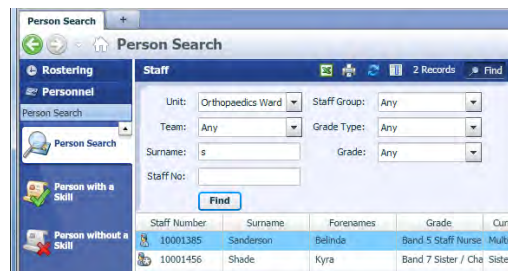 Person Search +
Person Search
Rostering
Personnel
Person Search
Person Search
Person with a Skill
Person without a Skill
Staff 2 Records Find
Unit: Orthopaedics Ward Staff Group: Any
Team: Any Grade Type: Any
Surname: s Grade: Any
Staff No:
Find
Staff Number Surname Forenames Grade
10001385 Sanderson Belinda Band 5 Staff Nurse
10001456 Shade Kyra Band 7 Sister / Cha Siste